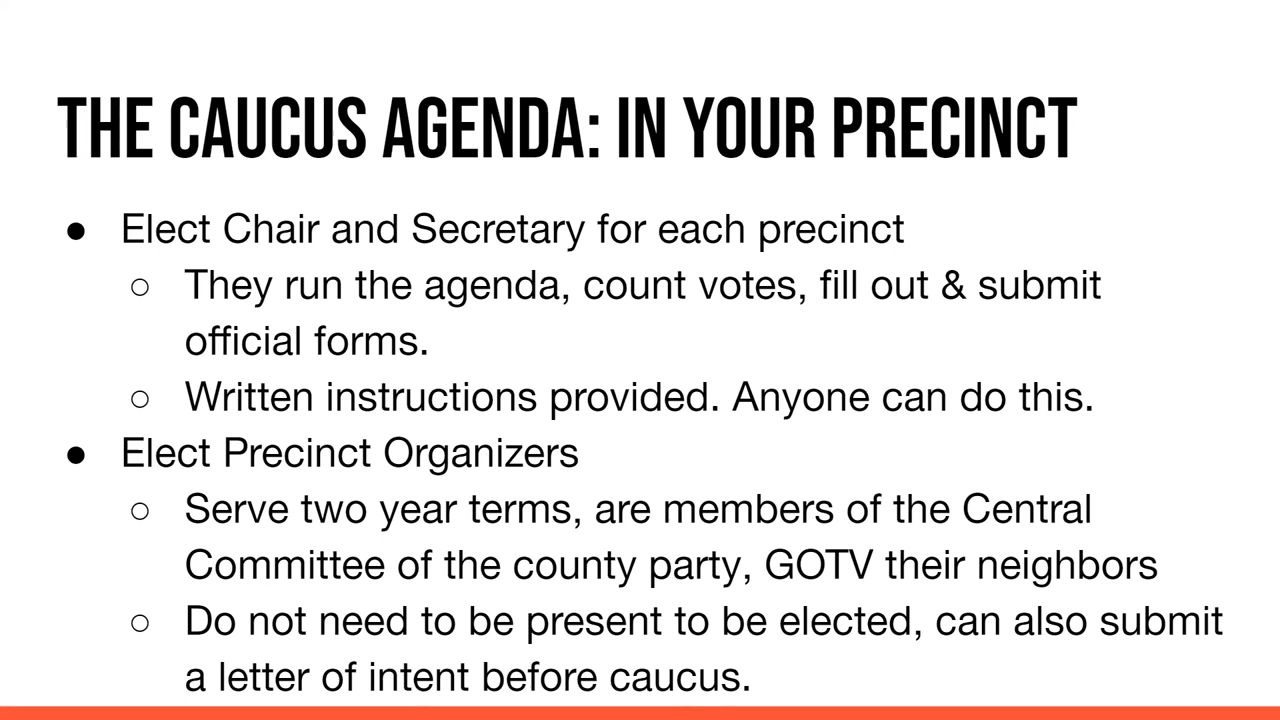 THE CAUCUS AGENDA: IN YOUR PRECINCT
● Elect Chair and Secretary for each precinct
○ They run the agenda, count votes, fill out & submit
official forms.
○ Written instructions provided. Anyone can do this.
● Elect Precinct Organizers
○ Serve two year terms, are members of the Central
Committee of the county party, GOTV their neighbors
○ Do not need to be present to be elected, can also submit
a letter of intent before caucus.